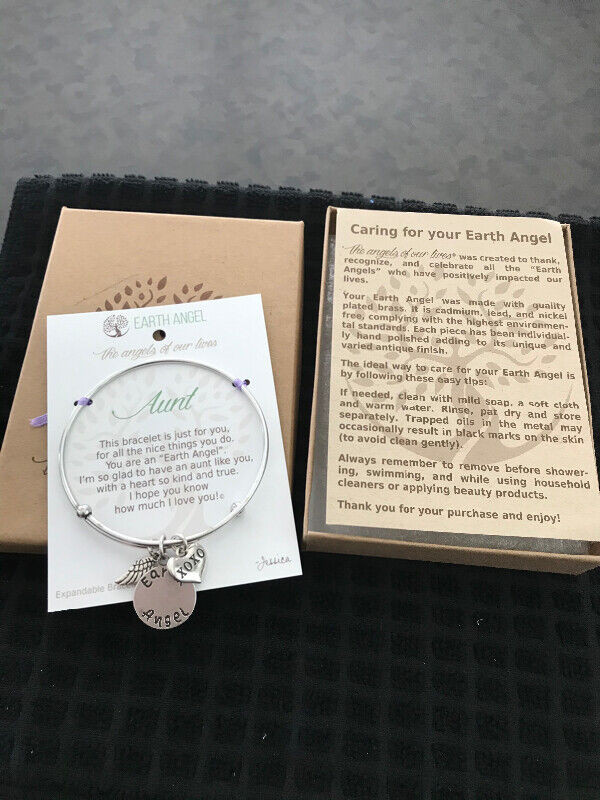 EARTH ANGEL
The angels of our lives
Aunt
This bracelet is just for you,
for all the nice things you do.
You are an "Earth Angel".
I'm so glad to have an aunt like you,
with a heart so kind and true.
I hope you know
how much I love you!©
-Jessica
Expandable
XOXO
Angel
Caring for your Earth Angel
The angels of our lives® was created to thank,
recognize, and celebrate all the "Earth
Angels" who have positively impacted our
lives.
Your Earth Angel was made with quality
plated brass. It is cadmium, lead, and nickel
free, complying with the highest environmen-
tal standards. Each piece has been individual-
ly hand polished adding to its unique and
varied antique finish.
The ideal way to care for your Earth Angel is
by following these easy tips:
If needed, clean with mild soap, a soft cloth
and warm water. Rinse, pat dry and store
separately. Trapped oils in the metal may
occasionally result in black marks on the skin
(to avoid clean gently).
Always remember to remove before shower-
ing, swimming, and while using household
cleaners or applying beauty products.
Thank you for your purchase and enjoy!